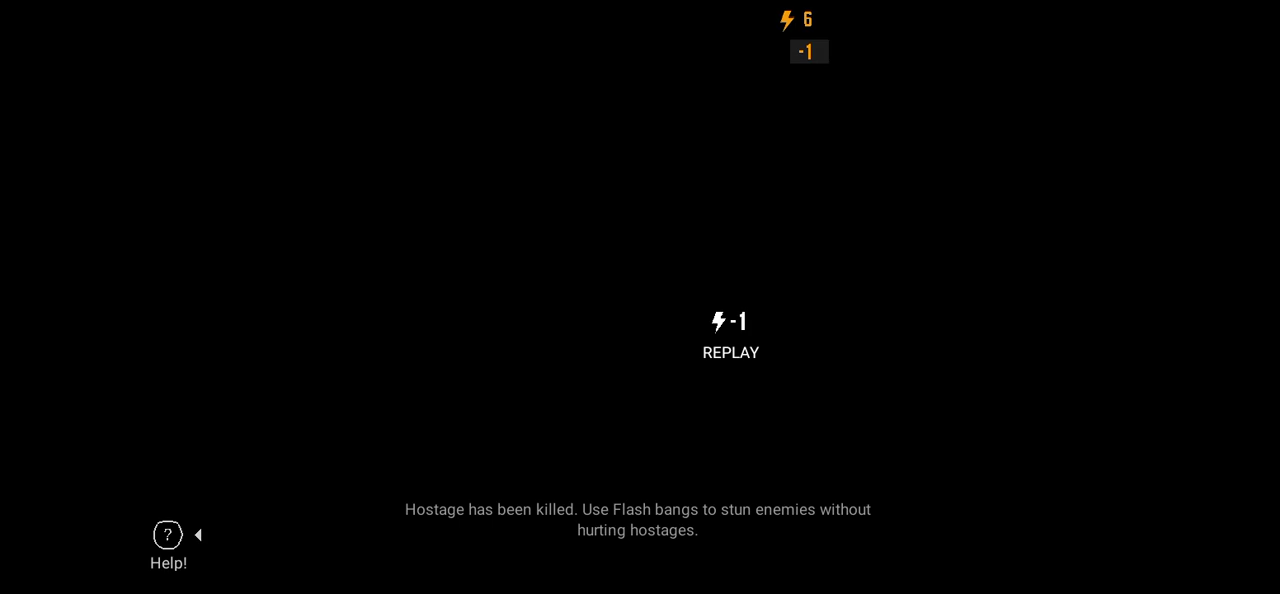 6
-1
-1
REPLAY
Hostage has been killed. Use Flash bangs to stun enemies without
hurting hostages.
?
Help!